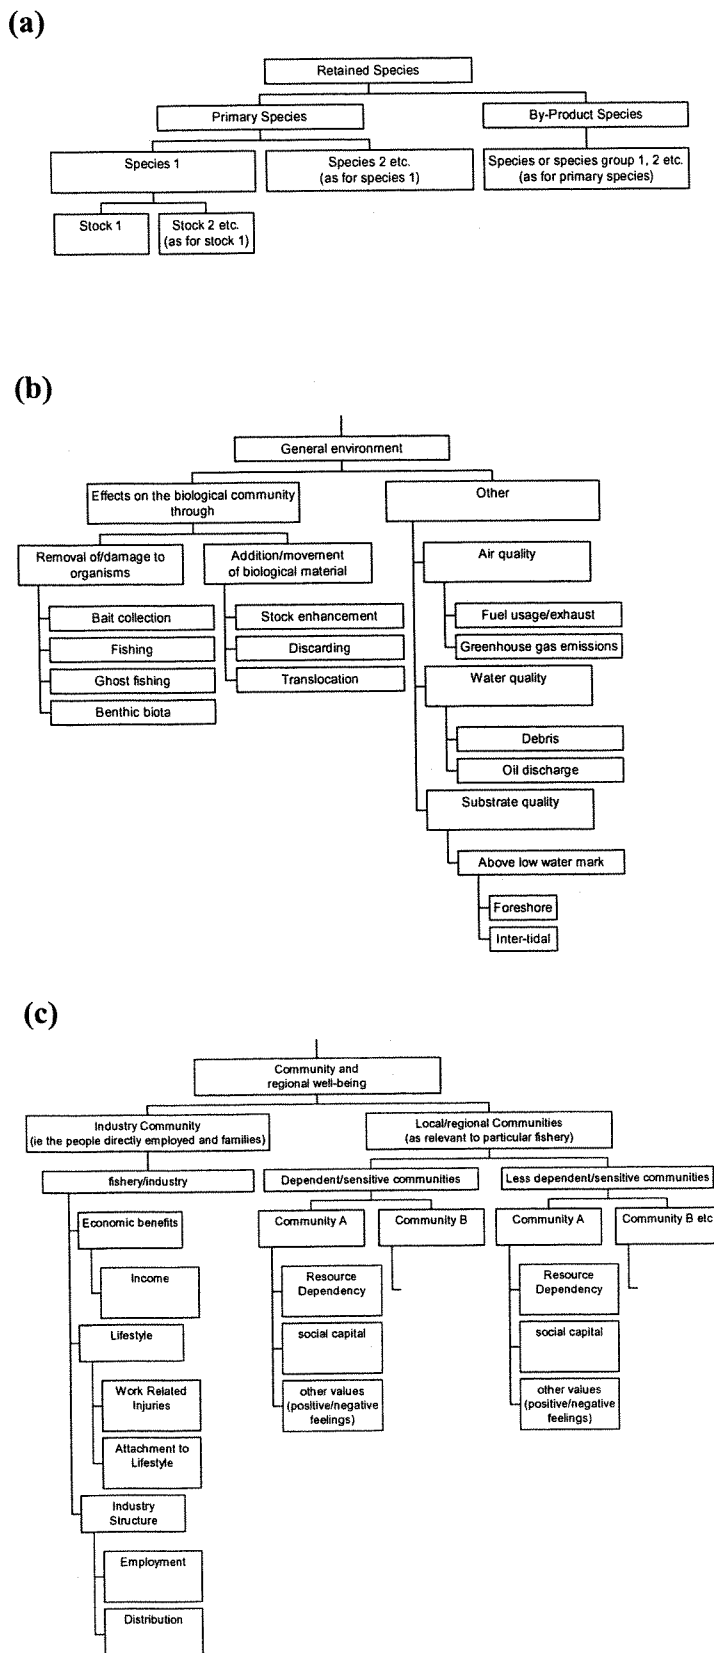 (a)
Retained Species
Primary Species
By-Product Species
Species 1
Species 2 etc.
(as for species 1)
Species or species group 1, 2 etc.
(as for primary species)
Stock 1
Stock 2 etc.
(as for stock 1)
(b)
General environment
Effects on the biological community
through
Other
Removal of/damage to
organisms
Addition/movement
of biological material
Bait collection
Fishing
Ghost fishing
Benthic biota
Stock enhancement
Discarding
Translocation
Air quality
Fuel usage/exhaust
Greenhouse gas emissions
Water quality
Debris
Oil discharge
Substrate quality
Above low water mark
Foreshore
Inter-tidal
(c)
Community and
regional well-being
Industry Community
(ie the people directly employed and families)
Local/regional Communities
(as relevant to particular fishery)
fishery/industry
Dependent/sensitive communities
Less dependent/sensitive communities
Economic benefits
Income
Lifestyle
Work Related
Injuries
Attachment to
Lifestyle
Industry
Structure
Employment
Distribution
Community A
Community B
Resource
Dependency
social capital
other values
(positive/negative
feelings)
Community A
Community B etc
Resource
Dependency
social capital
other values
(positive/negative
feelings)